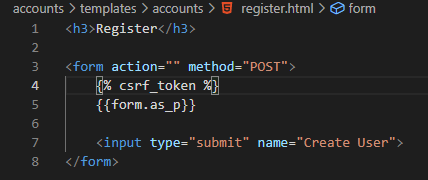 accounts > templates > accounts > register.html > form
1 <h3>Register</h3>
2
3 <form action="" method="POST">
4 {% csrf_token %}
5 {{form.as_p}}
6
7 <input type="submit" name="Create User">
8 </form>